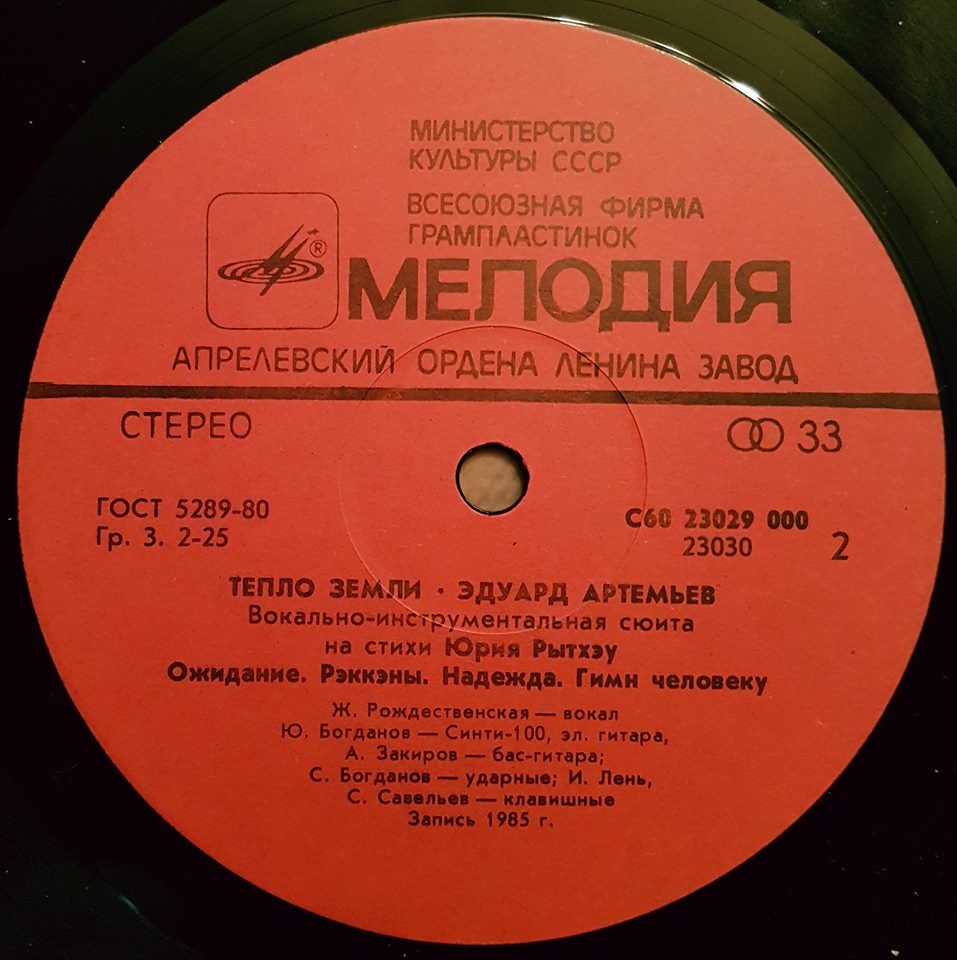 МИНИСТЕРСТВО
КУЛЬТУРЫ СССР
ВСЕСОЮЗНАЯ ФИРМА
ГРАМПЛАСТИНОК
®
МЕЛОДИЯ
АПРЕЛЕВСКИЙ ОРДЕНА ЛЕНИНА ЗАВОД
СТЕРЕО
33
ГОСТ 5289-80
Гр. 3. 2-25
С60 23029 000
23030
2
ТЕПЛО ЗЕМЛИ · ЭДУАРД АРТЕМЬЕВ
Вокально-инструментальная сюита
на стихи Юрия Рытхэу
Ожидание. Рэккэны. Надежда. Гимн человеку
Ж. Рождественская — вокал
Ю. Богданов — Синти-100, эл. гитара,
А. Закиров — бас-гитара;
С. Богданов — ударные; И. Лень,
С. Савельев — клавишные
Запись 1985 г.